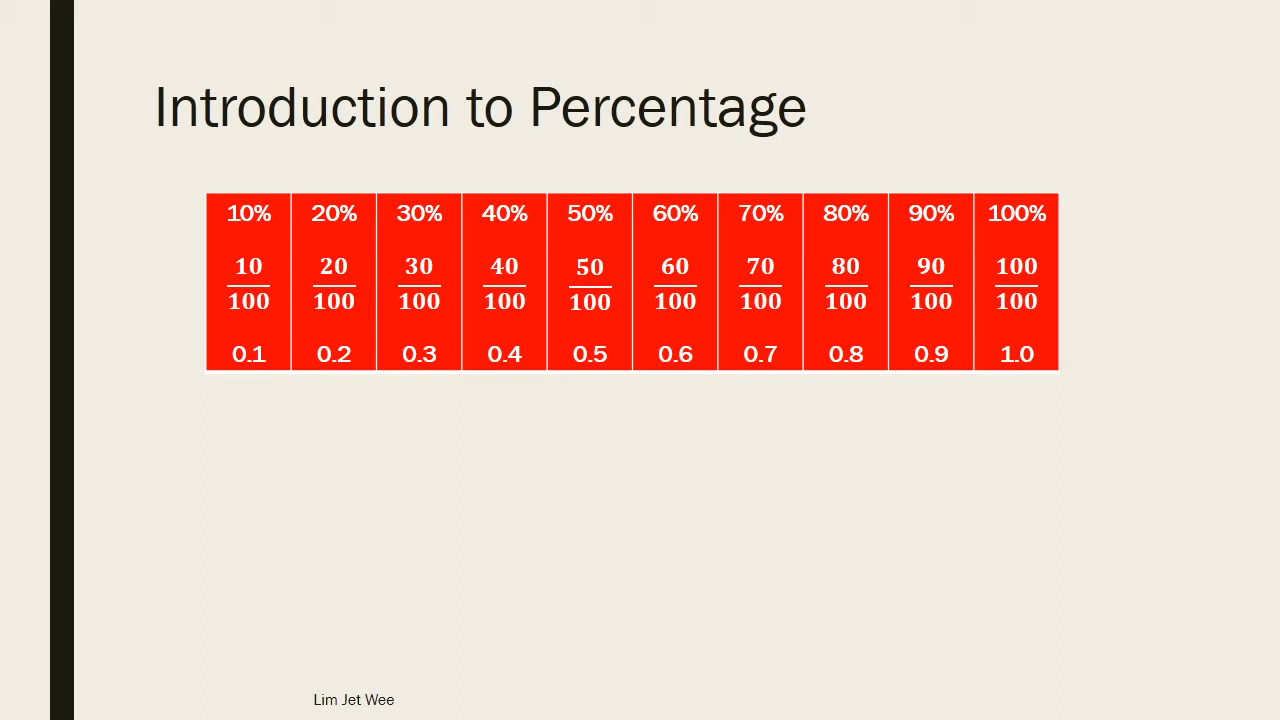 Introduction to Percentage
10% 20% 30% 40% 50% 60% 70% 80% 90% 100%
10/100 20/100 30/100 40/100 50/100 60/100 70/100 80/100 90/100 100/100
0.1 0.2 0.3 0.4 0.5 0.6 0.7 0.8 0.9 1.0
Lim Jet Wee